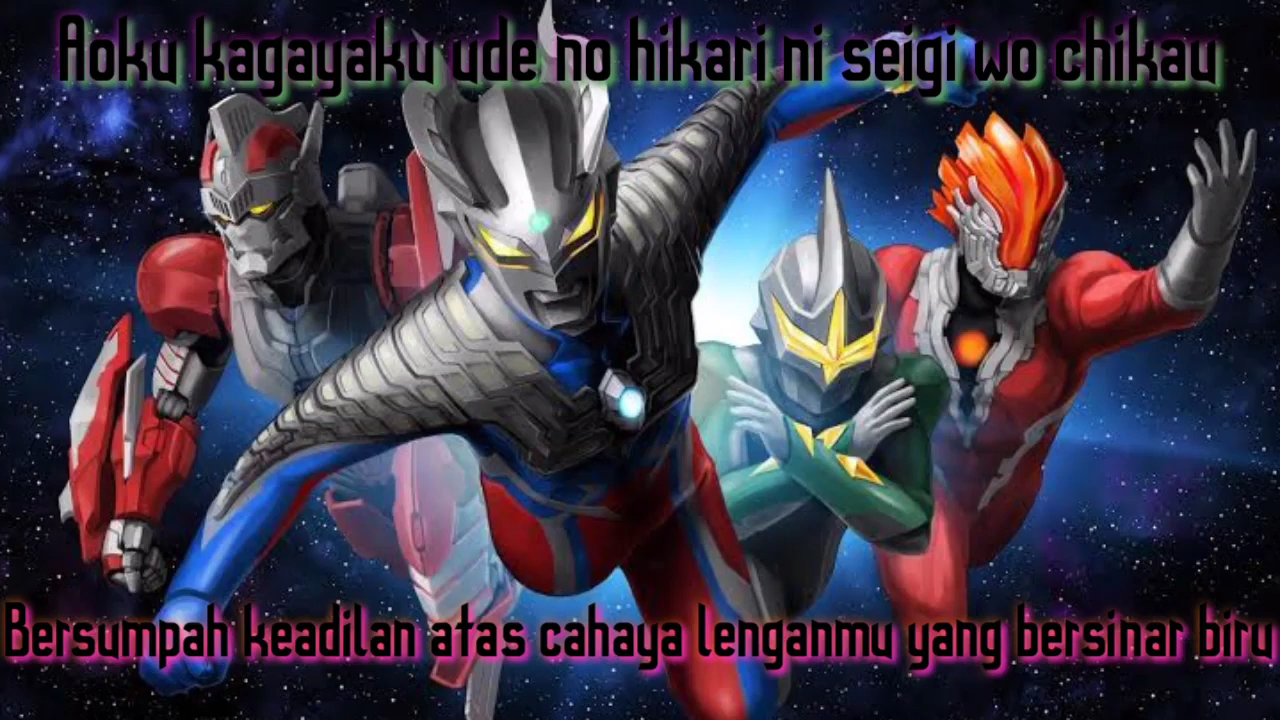 Aoku kagayaku ude no hikari ni seigi wo chikau
Bersumpah keadilan atas cahaya lenganmu yang bersinar biru